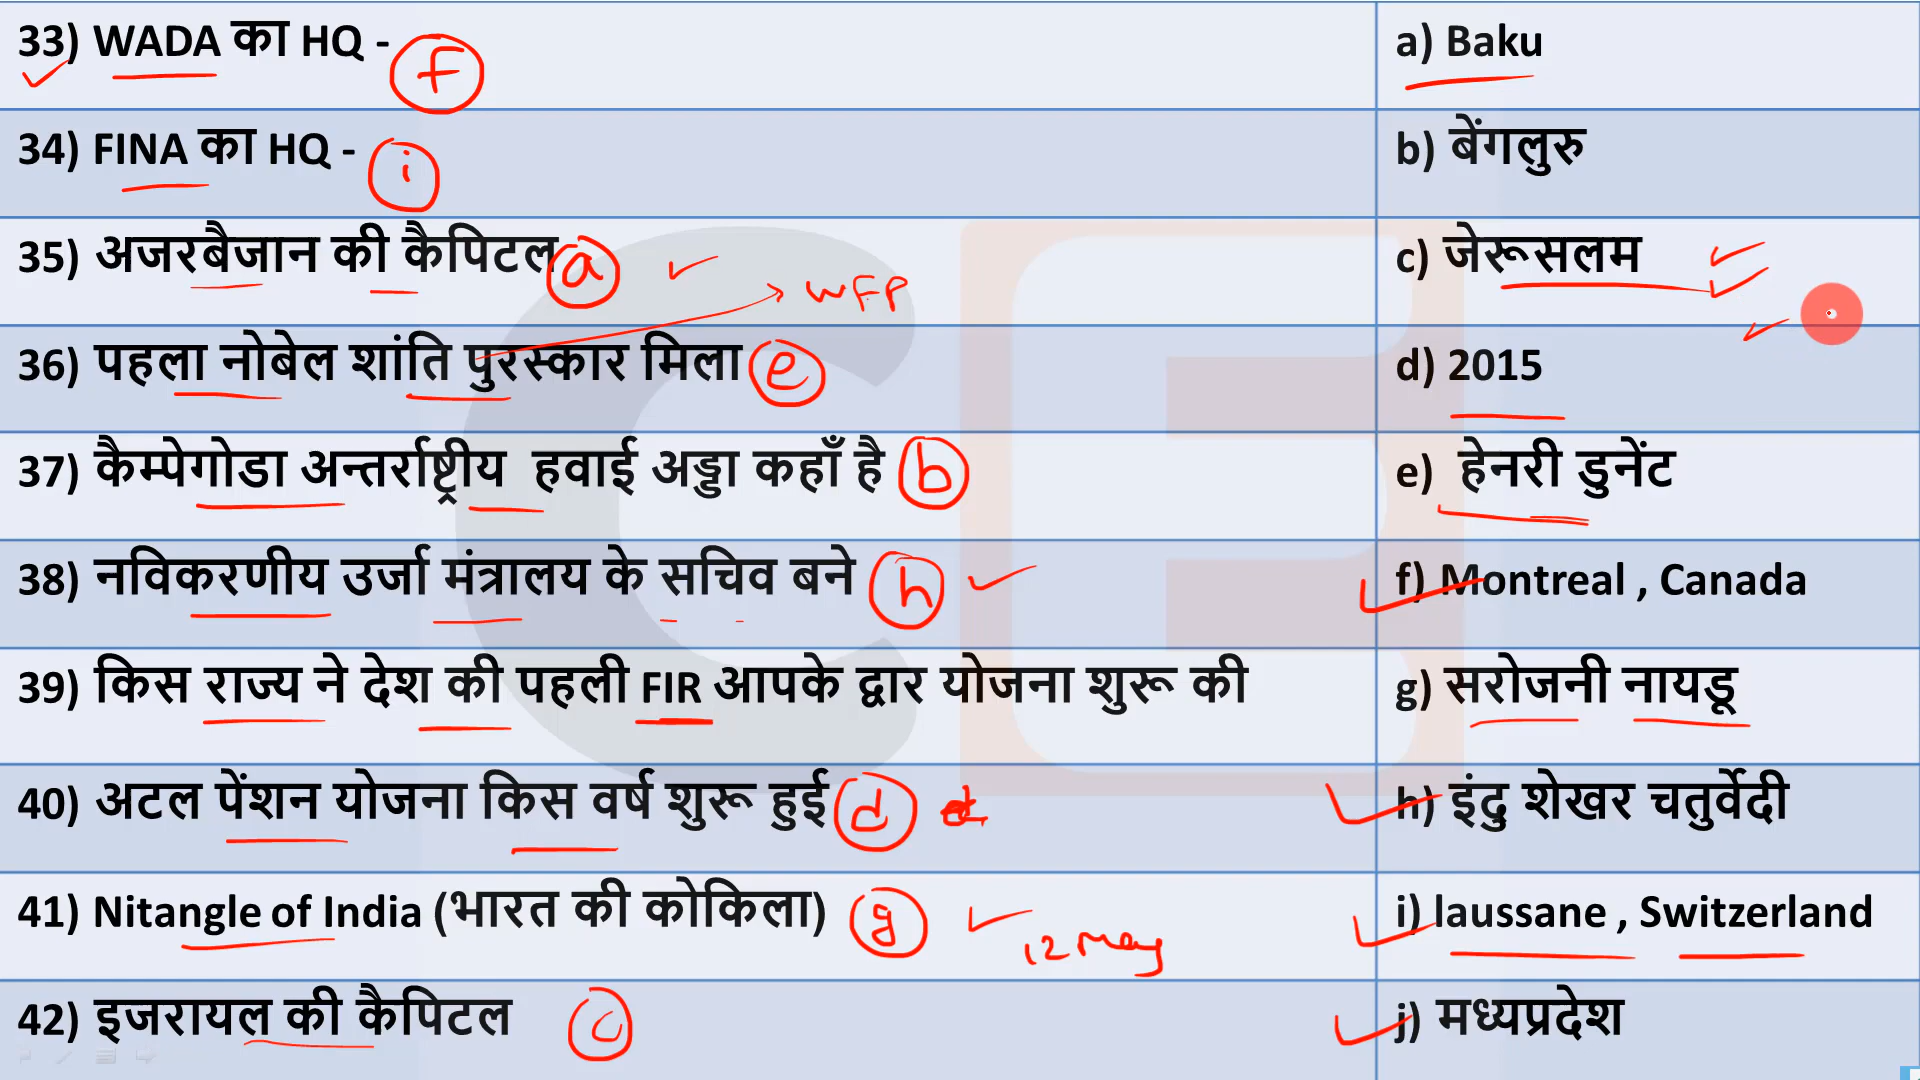 33) WADA का HQ - f
a) Baku
34) FINA का HQ - i
b) बेंगलुरु
35) अजरबैजान की कैपिटल a
c) जेरूसलम
WFP
36) पहला नोबेल शांति पुरस्कार मिला e
d) 2015
37) कैम्पेगोडा अन्तर्राष्ट्रीय हवाई अड्डा कहाँ है b
e) हेनरी डुनेंट
38) नविकरणीय उर्जा मंत्रालय के सचिव बने h
f) Montreal , Canada
39) किस राज्य ने देश की पहली FIR आपके द्वार योजना शुरू की
g) सरोजनी नायडू
40) अटल पेंशन योजना किस वर्ष शुरू हुई d
h) इंदु शेखर चतुर्वेदी
41) Nitangle of India (भारत की कोकिला) g
12 may
i) laussane , Switzerland
42) इजरायल की कैपिटल c
j) मध्यप्रदेश